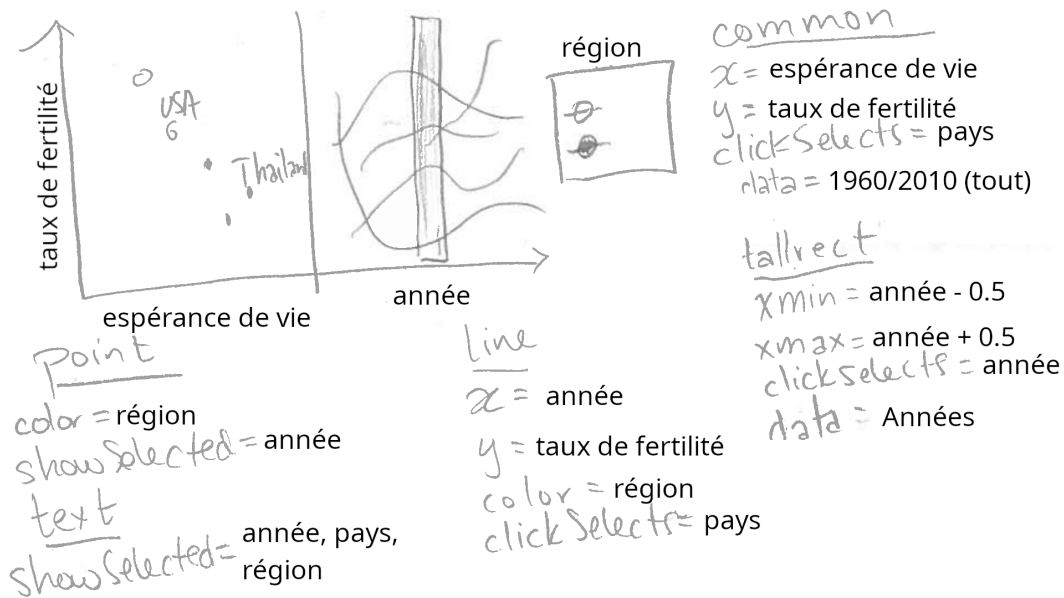 taux de fertilité
USA
Thailand
espérance de vie
année
région
common
x = espérance de vie
y = taux de fertilité
clickSelects = pays
data = 1960/2010 (tout)
tallrect
xmin = année - 0.5
xmax = année + 0.5
clickselects = année
data = Années
point
color = région
showSelected = année
text
showSelected = année, pays,
région
line
x = année
y = taux de fertilité
color = région
clickSelects = pays